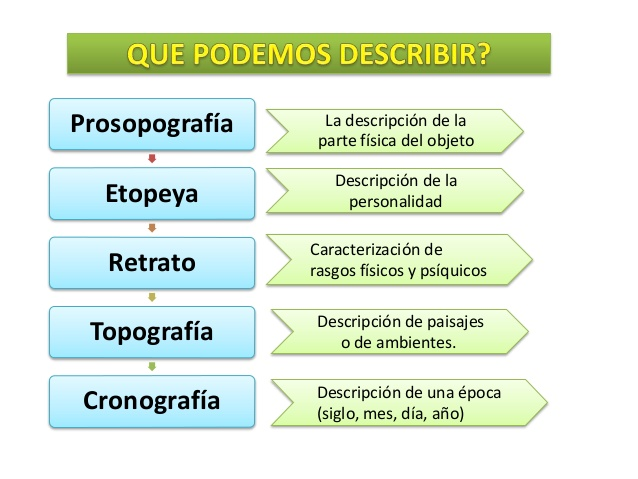 QUE PODEMOS DESCRIBIR?
Prosopografía
La descripción de la
parte física del objeto
Etopeya
Descripción de la
personalidad
Retrato
Caracterización de
rasgos físicos y psíquicos
Topografía
Descripción de paisajes
o de ambientes.
Cronografía
Descripción de una época
(siglo, mes, día, año)